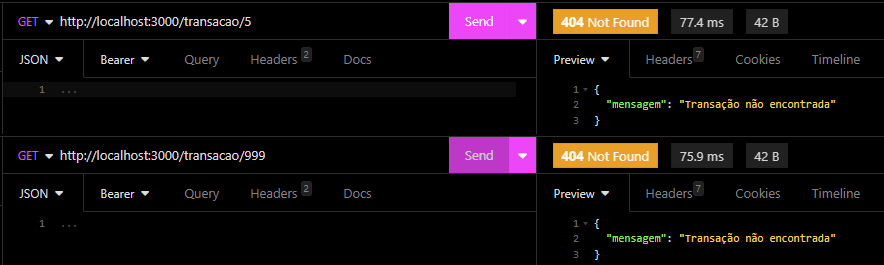 GET http://localhost:3000/transacao/5 Send 404 Not Found 77.4 ms 42 B
JSON Bearer Query Headers 2 Docs Preview Headers 7 Cookies Timeline
1 ... 1 {
2 "mensagem": "Transação não encontrada"
3 }
GET http://localhost:3000/transacao/999 Send 404 Not Found 75.9 ms 42 B
JSON Bearer Query Headers 2 Docs Preview Headers 7 Cookies Timeline
1 ... 1 {
2 "mensagem": "Transação não encontrada"
3 }